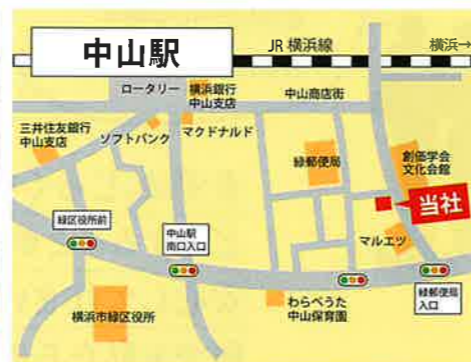 中山駅
JR 横浜線
横浜→
ロータリー
横浜銀行
中山支店
中山商店街
三井住友銀行
中山支店
ソフトバンク
マクドナルド
緑郵便局
創価学会
文化会館
当社
緑区役所前
中山駅
南口入口
マルエツ
横浜市緑区役所
わらべうた
中山保育園
緑郵便局
入口